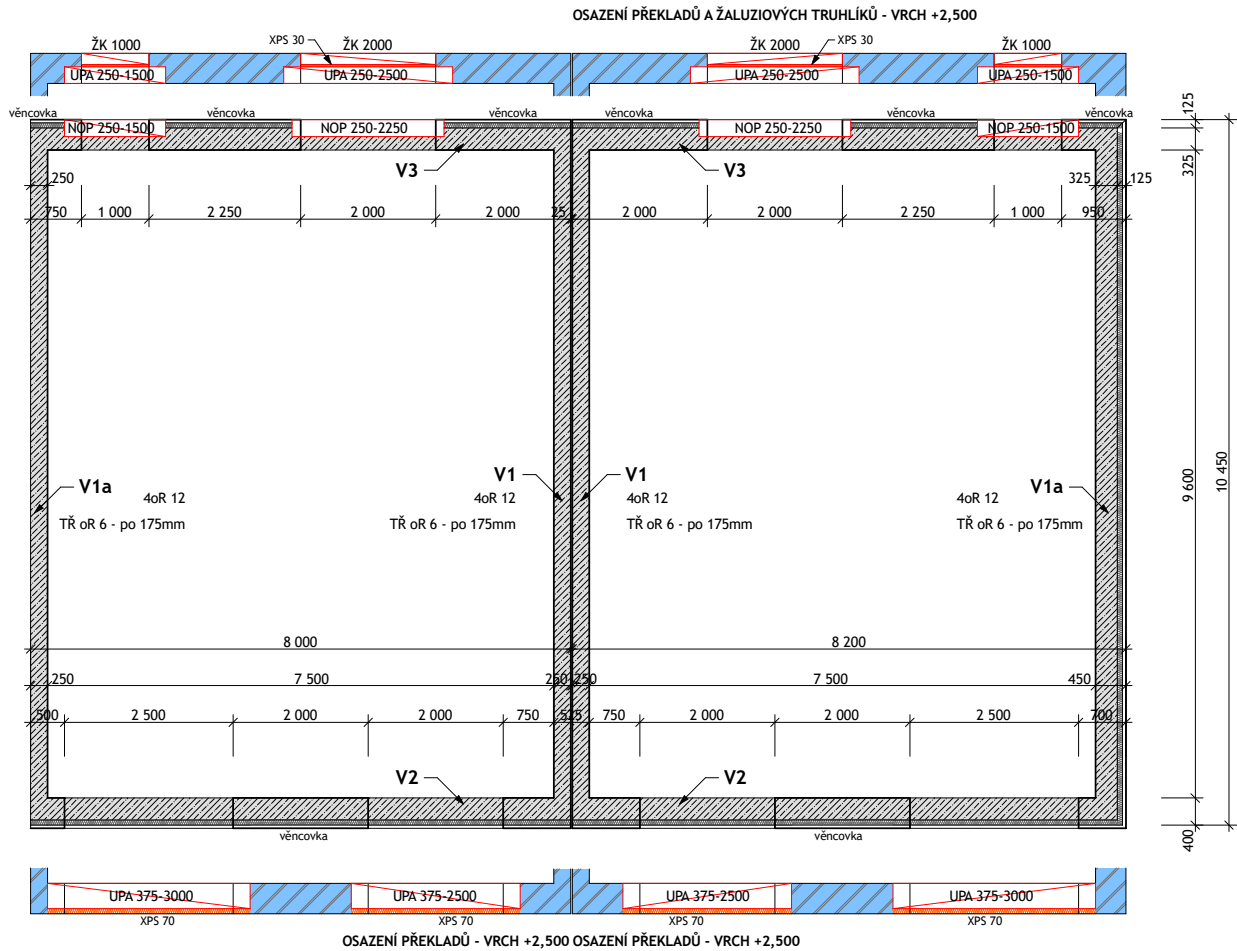 OSAZENÍ PŘEKLADŮ A ŽALUZIOVÝCH TRUHLÍKŮ - VRCH +2,500
ŽK 1000 XPS 30 ŽK 2000 ŽK 2000 XPS 30 ŽK 1000
UPA 250-1500 UPA 250-2500 UPA 250-2500 UPA 250-1500
věncovka věncovka věncovka věncovka věncovka věncovka
NOP 250-1500 NOP 250-2250 NOP 250-2250 NOP 250-1500
125
325
V3 V3
250 325 125
750 1 000 2 250 2 000 2 000 25 2 000 2 000 2 250 1 000 950
V1a V1 V1 V1a
4oR 12 4oR 12 4oR 12 4oR 12
TŘ oR 6 - po 175mm TŘ oR 6 - po 175mm TŘ oR 6 - po 175mm TŘ oR 6 - po 175mm
9 600
10 450
8 000 8 200
250 7 500 250 250 7 500 450
500 2 500 2 000 2 000 750 525 750 2 000 2 000 2 500 700
V2 V2
400
věncovka věncovka
UPA 375-3000 UPA 375-2500 UPA 375-2500 UPA 375-3000
XPS 70 XPS 70 XPS 70 XPS 70
OSAZENÍ PŘEKLADŮ - VRCH +2,500 OSAZENÍ PŘEKLADŮ - VRCH +2,500